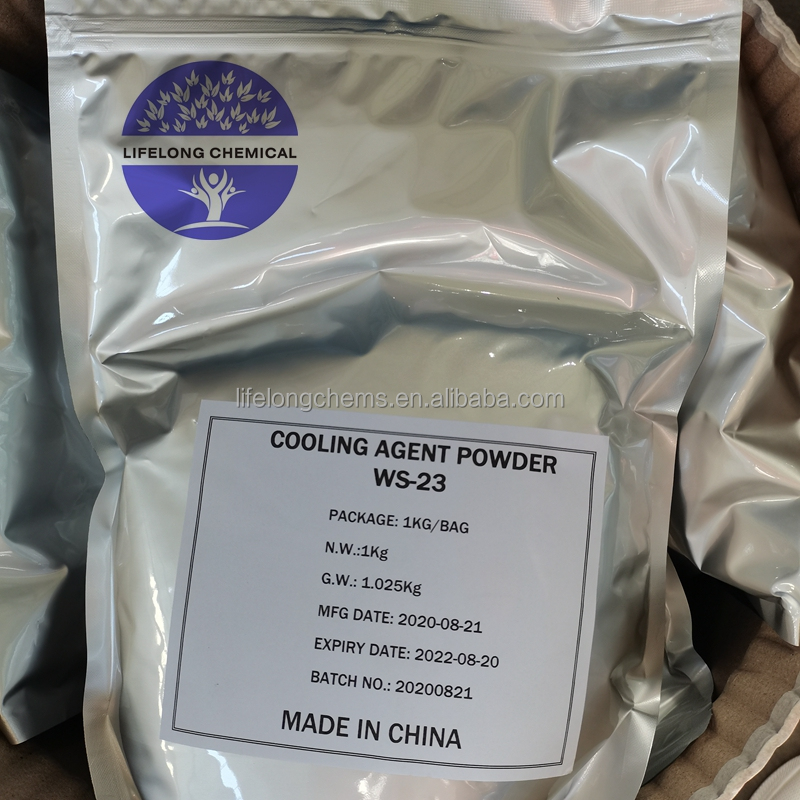 LIFELONG CHEMICAL
lifelongchems.en.alibaba.com
COOLING AGENT POWDER
WS-23
PACKAGE: 1KG/BAG
N.W.:1Kg
G.W.: 1.025Kg
MFG DATE: 2020-08-21
EXPIRY DATE: 2022-08-20
BATCH NO.: 20200821
MADE IN CHINA